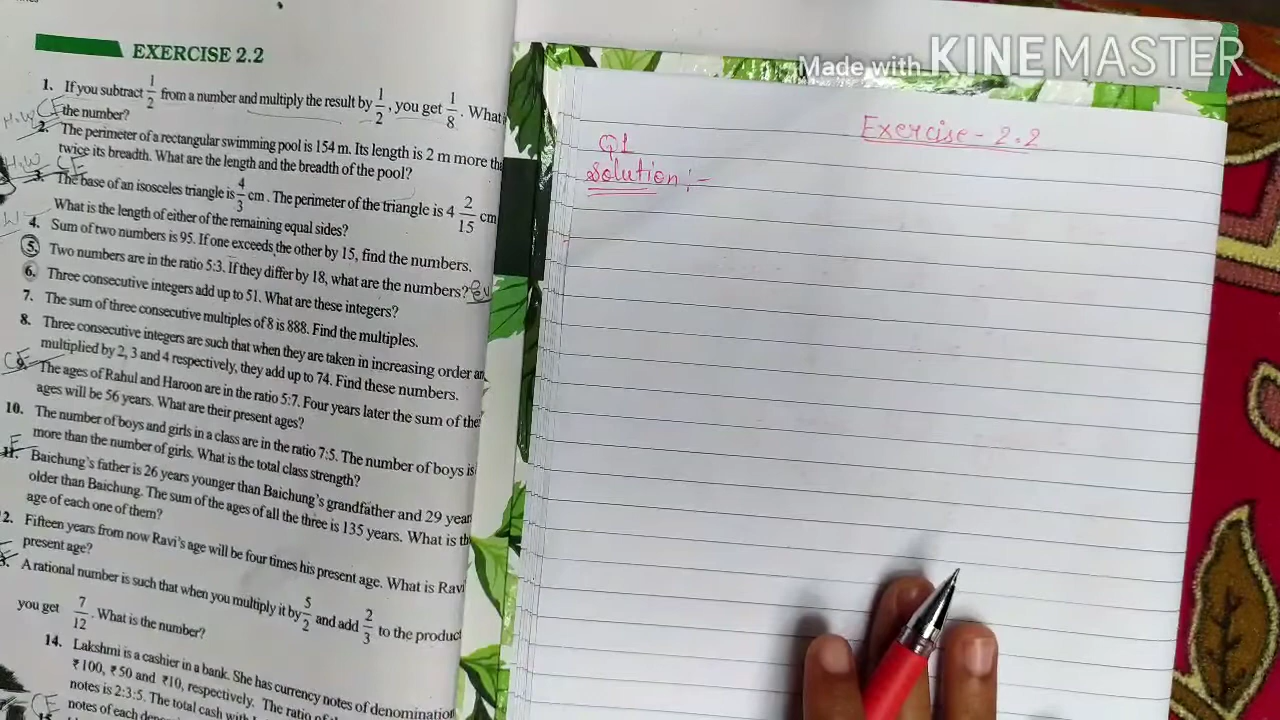 Made with KINEMASTER
EXERCISE 2.2
1. If you subtract 1/2 from a number and multiply the result by 1/2, you get 1/8. What
the number?
2. The perimeter of a rectangular swimming pool is 154 m. Its length is 2 m more
twice its breadth. What are the length and the breadth of the pool?
3. The base of an isosceles triangle is 4/3 cm. The perimeter of the triangle is 4 2/15 cm
What is the length of either of the remaining equal sides?
4. Sum of two numbers is 95. If one exceeds the other by 15, find the numbers.
5. Two numbers are in the ratio 5:3. If they differ by 18, what are the numbers?
6. Three consecutive integers add up to 51. What are these integers?
7. The sum of three consecutive multiples of 8 is 888. Find the multiples.
8. Three consecutive integers are such that when they are taken in increasing order
multiplied by 2, 3 and 4 respectively, they add up to 74. Find these numbers.
The ages of Rahul and Haroon are in the ratio 5:7. Four years later the sum of
ages will be 56 years. What are their present ages?
10. The number of boys and girls in a class are in the ratio 7:5. The number of boys is
more than the number of girls. What is the total class strength?
11. Baichung's father is 26 years younger than Baichung's grandfather and 29
older than Baichung. The sum of the ages of all the three is 135 years. What is
age of each one of them?
2. Fifteen years from now Ravi's age will be four times his present age. What is
present age?
A rational number is such that when you multiply it by 5/2 and add 2/3 to the product
you get 7/12. What is the number?
14. Lakshmi is a cashier in a bank. She has currency notes of
₹100, ₹50 and ₹10, respectively. The ratio of
notes is 2:3:5. The total cash
notes of each
H.W CF
H.W CF
CF
CF
Exercise - 2.2
Q1
Solution :-